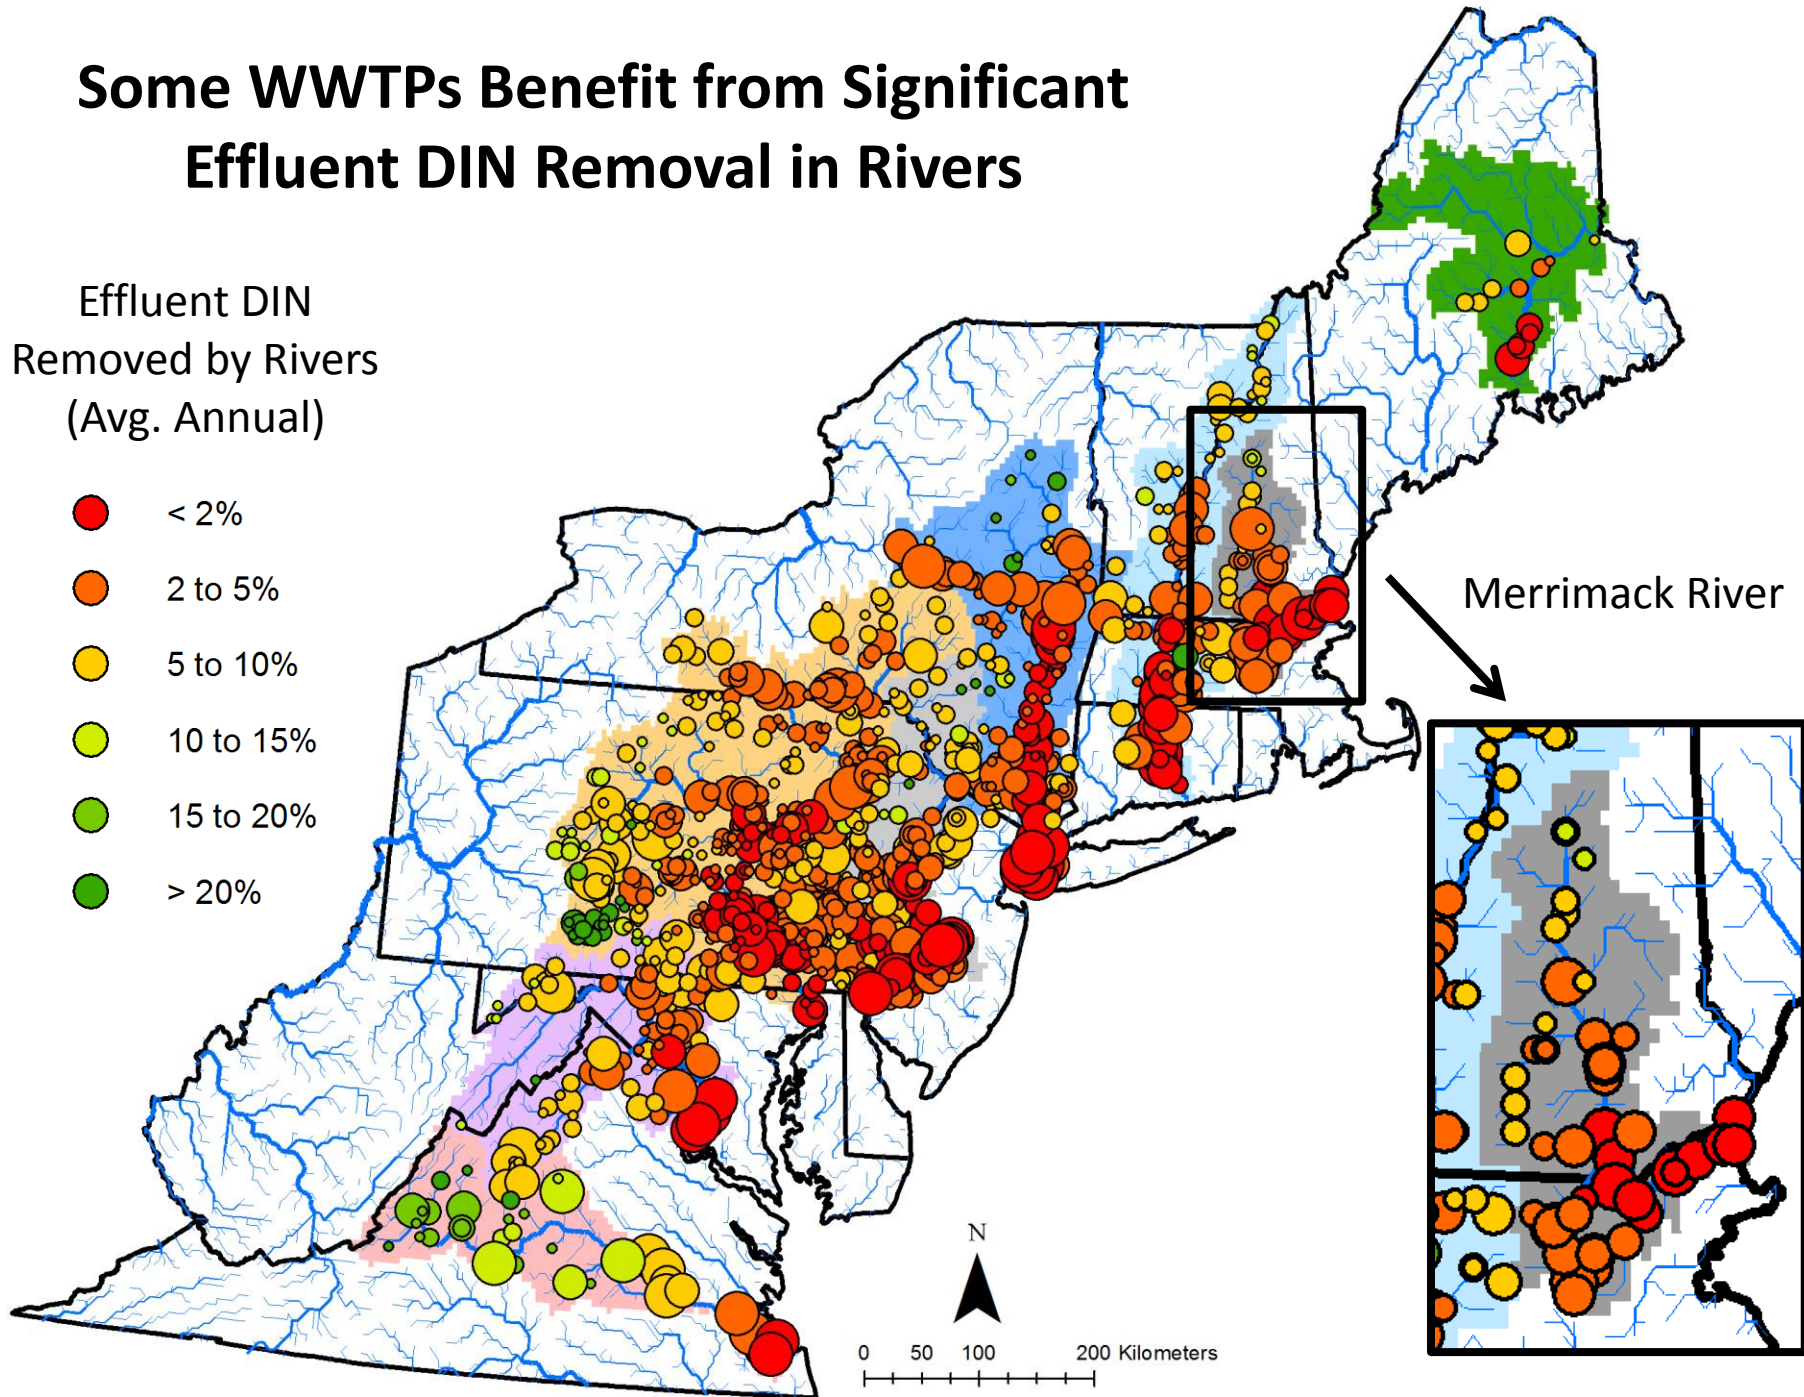 Some WWTPs Benefit from Significant
Effluent DIN Removal in Rivers
Effluent DIN
Removed by Rivers
(Avg. Annual)
< 2%
2 to 5%
5 to 10%
10 to 15%
15 to 20%
> 20%
Merrimack River
N
0 50 100 200 Kilometers